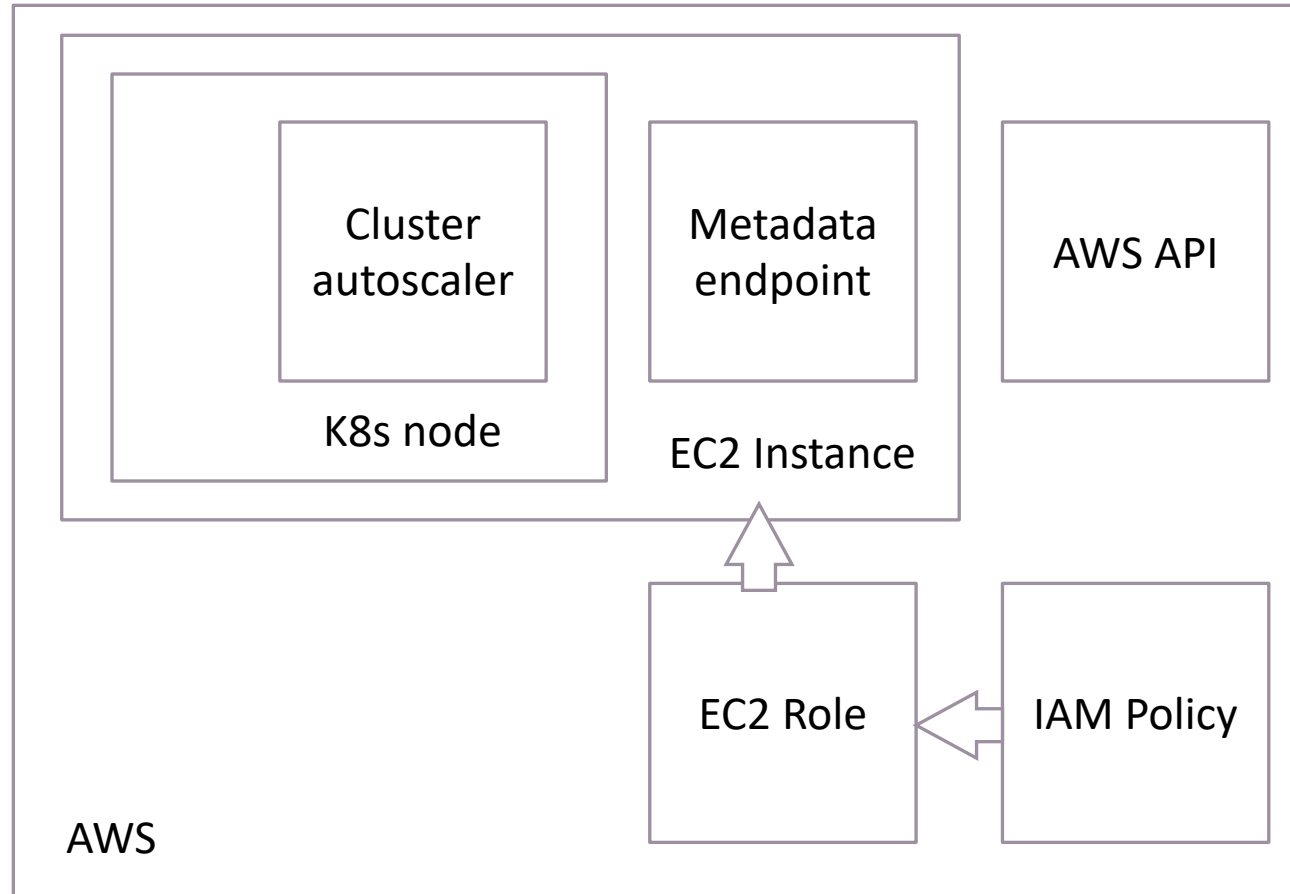 Cluster
autoscaler
Metadata
endpoint
AWS API
K8s node
EC2 Instance
EC2 Role
IAM Policy
AWS